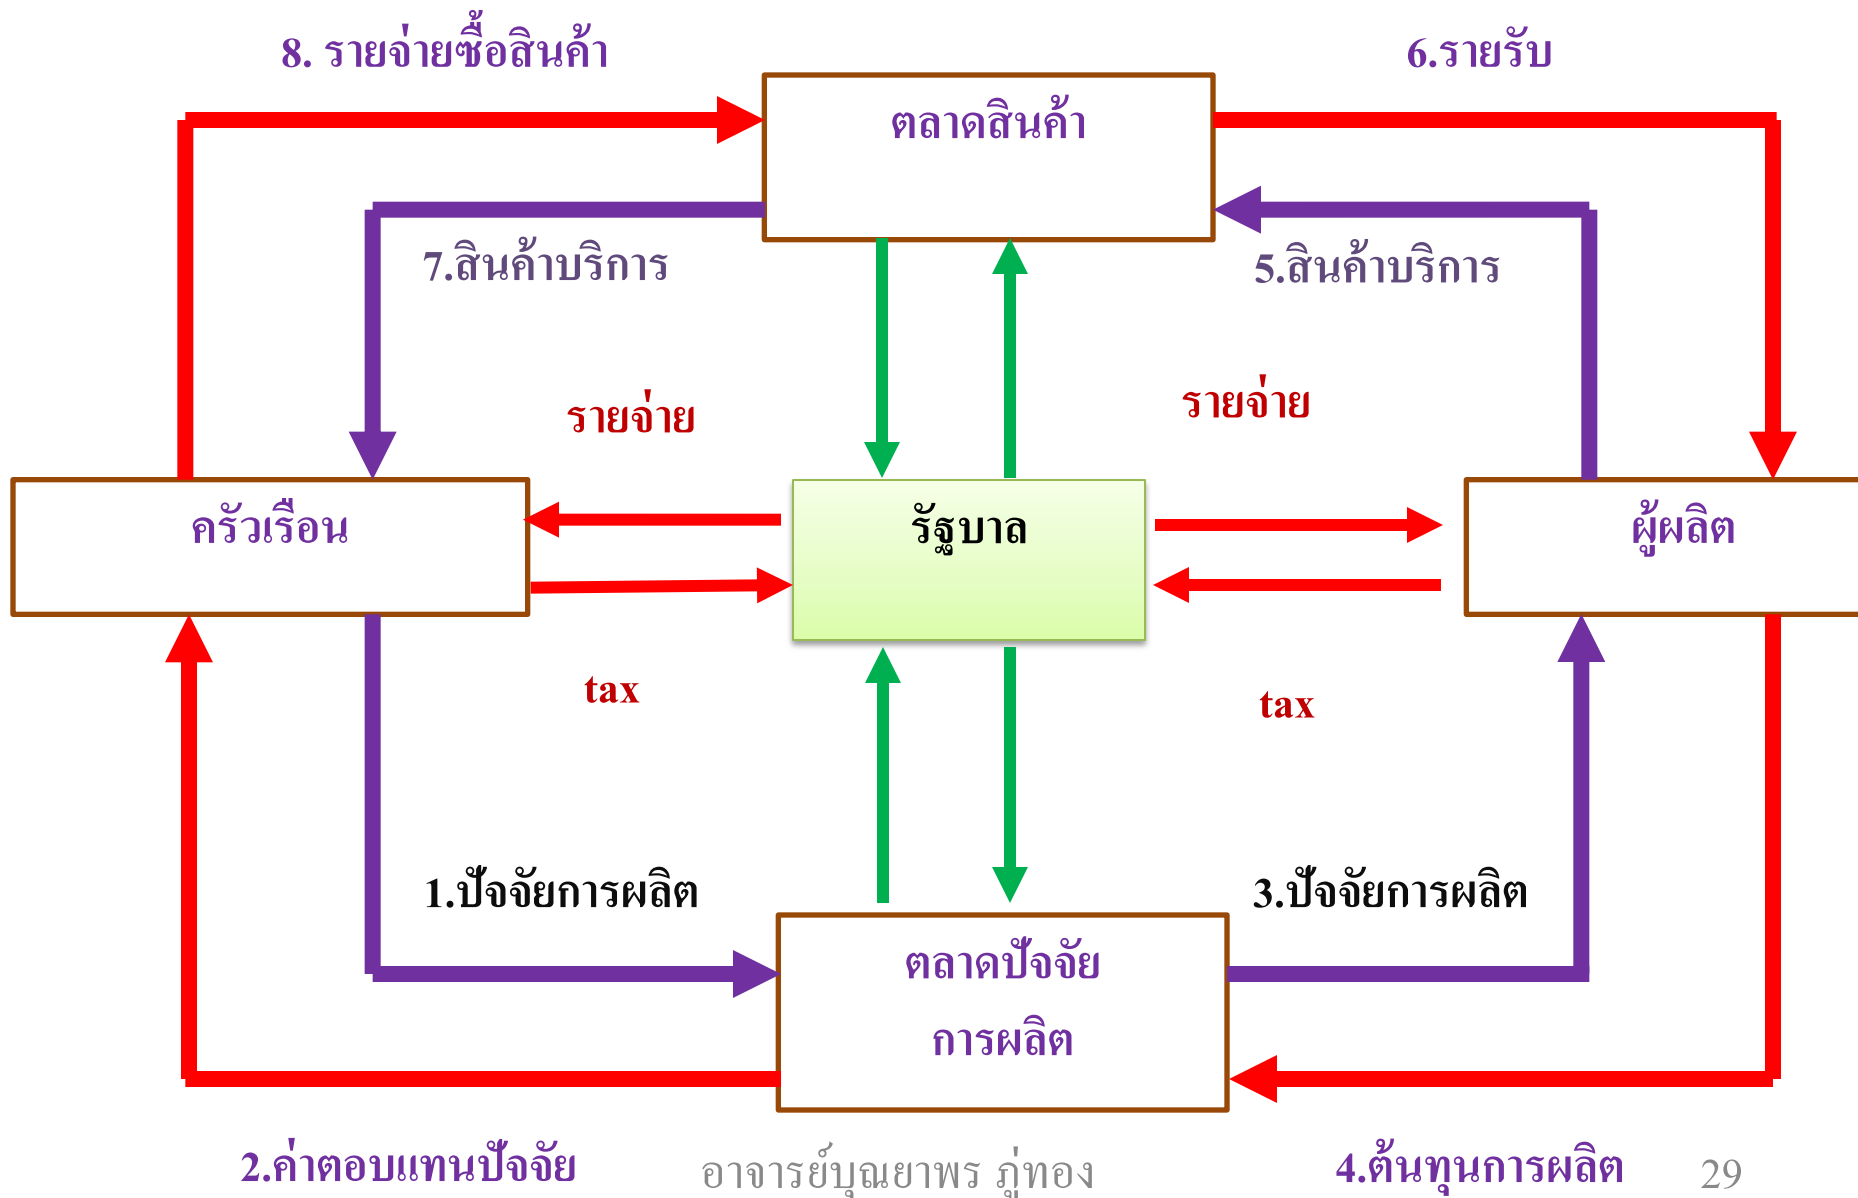 8. รายจ่ายซื้อสินค้า
6.รายรับ
ตลาดสินค้า
7.สินค้าบริการ
5.สินค้าบริการ
รายจ่าย
รายจ่าย
ครัวเรือน
รัฐบาล
ผู้ผลิต
tax
tax
1.ปัจจัยการผลิต
3.ปัจจัยการผลิต
ตลาดปัจจัย
การผลิต
2.ค่าตอบแทนปัจจัย
อาจารย์บุณยาพร ภู่ทอง
4.ต้นทุนการผลิต
29